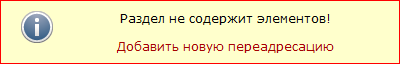 Раздел не содержит элементов!
Добавить новую переадресацию